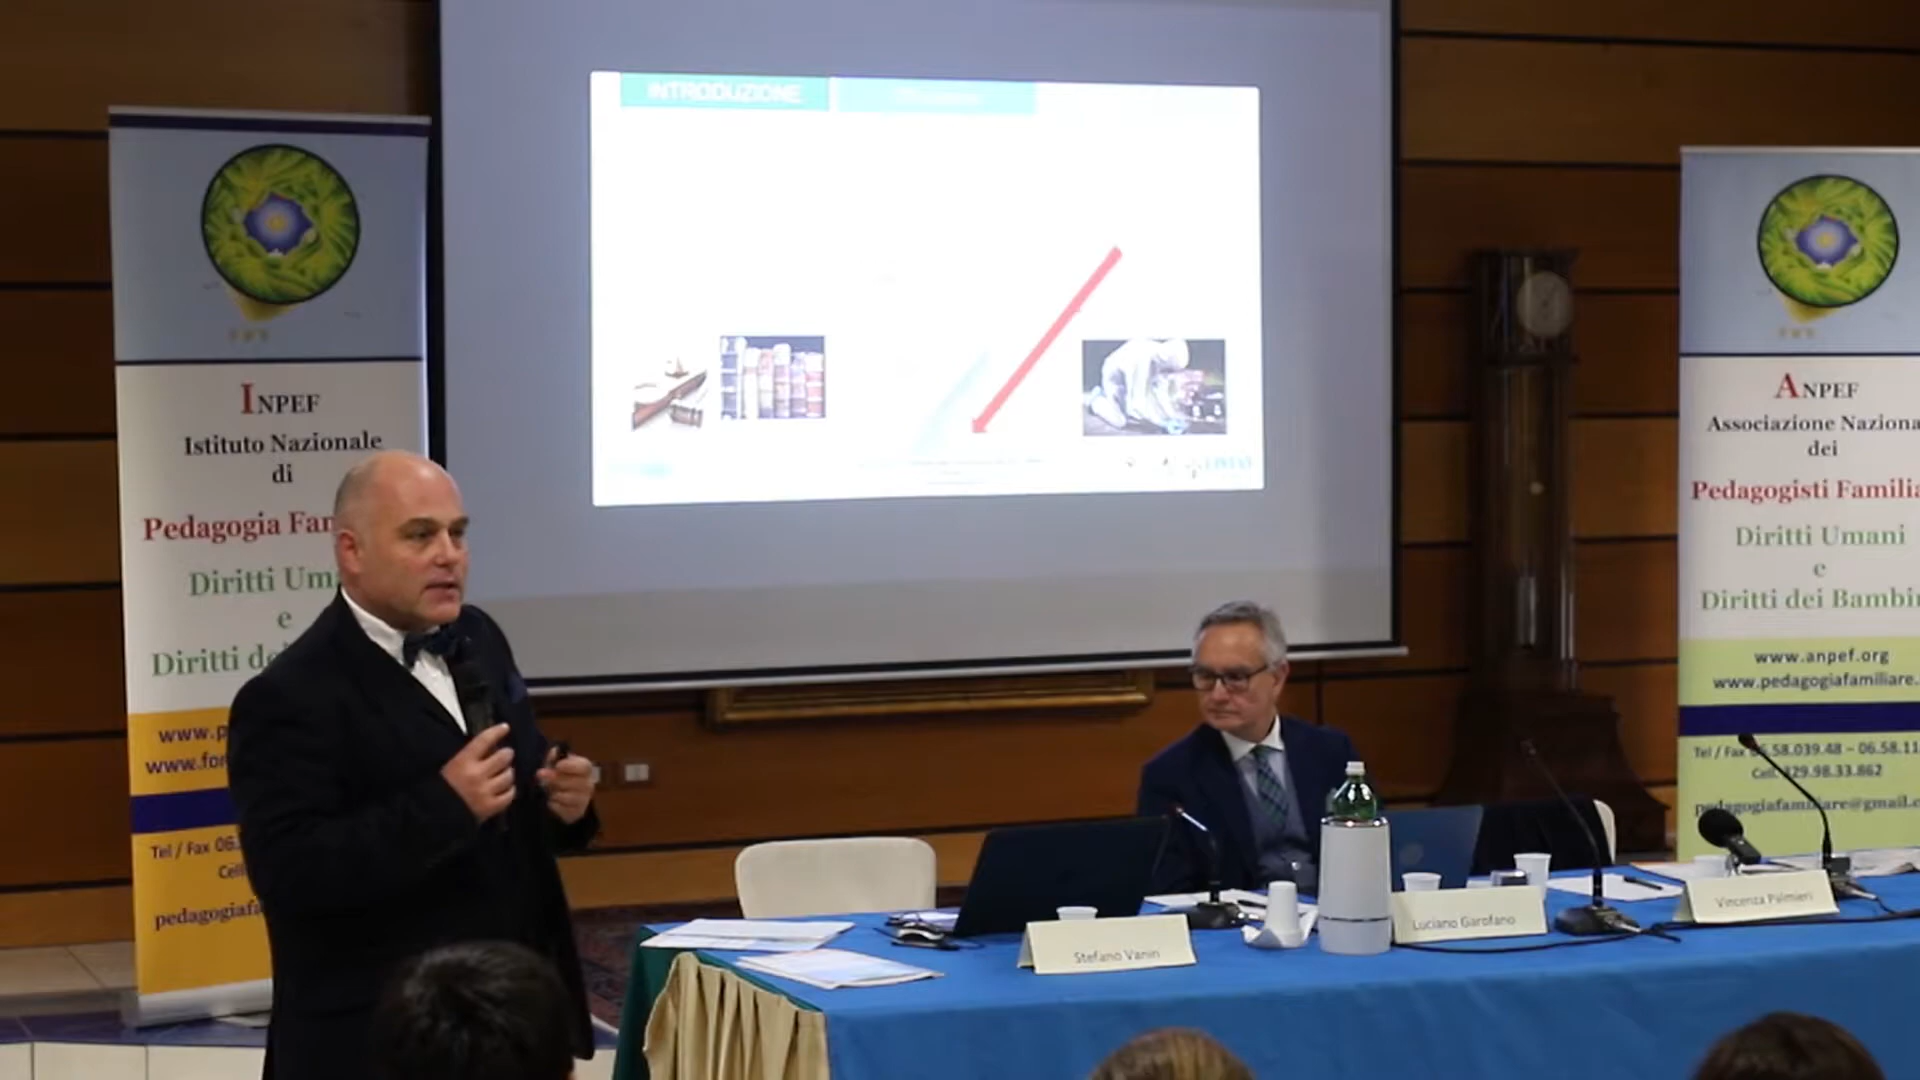 INTRODUZIONE
INPEF
Istituto Nazionale
di
Pedagogia Fam
Diritti Uma
e
Diritti de
www.p
www.for
Tel / Fax 06.
Cell
pedagogiafa
ANPEF
Associazione Naziona
dei
Pedagogisti Familia
Diritti Umani
e
Diritti dei Bambin
www.anpef.org
www.pedagogiafamiliare.
Tel / Fax 06.58.039.48 – 06.58.11
Cell. 329.98.33.862
pedagogiafamiliare@gmail.c
Stefano Vanin
Luciano Garofano
Vincenza Palmieri